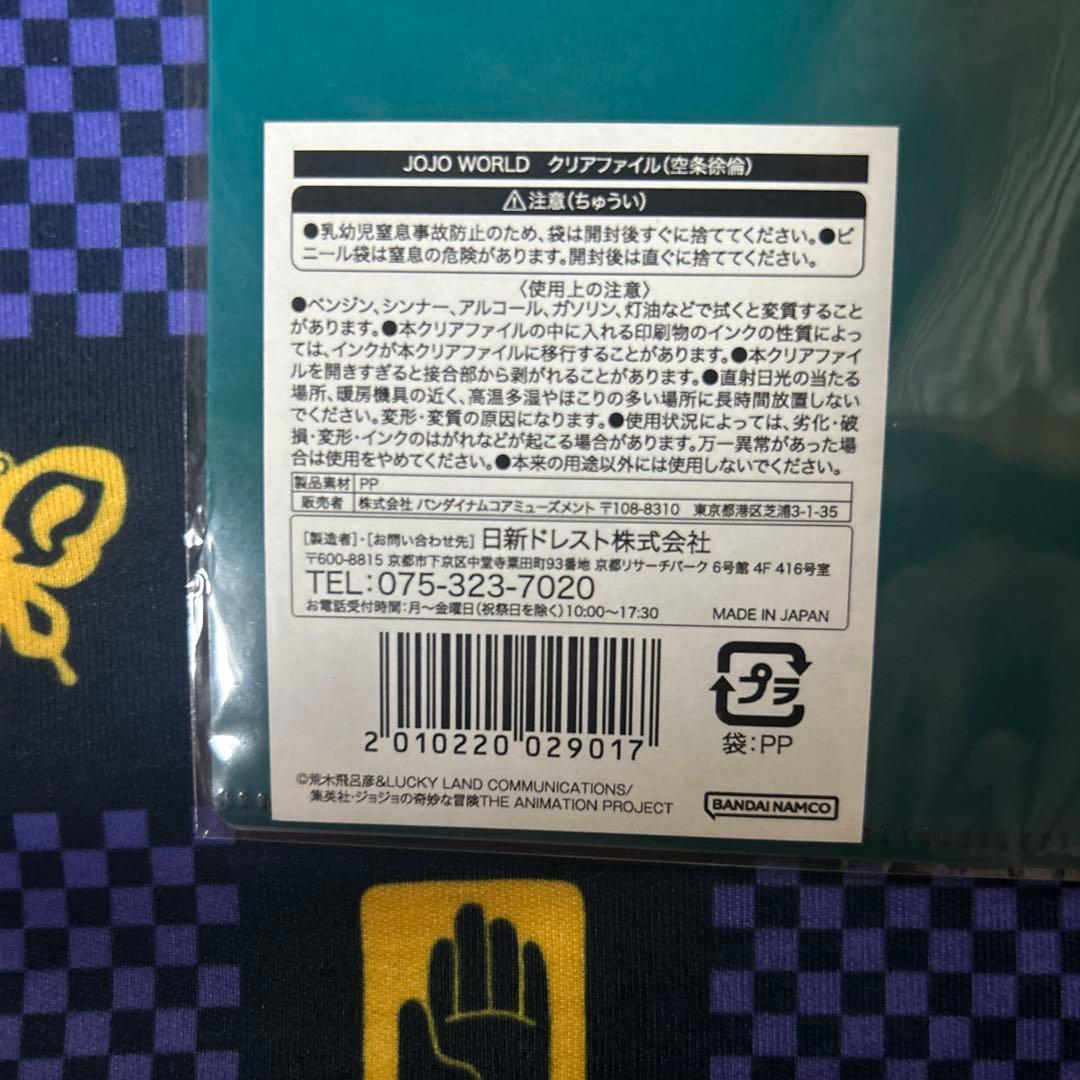 JOJO WORLD クリアファイル(空条徐倫)
⚠注意(ちゅうい)
●乳幼児窒息事故防止のため、袋は開封後すぐに捨ててください。●ビ
ニール袋は窒息の危険があります。開封後は直ぐに捨ててください。
〈使用上の注意〉
●ベンジン、シンナー、アルコール、ガソリン、灯油などで拭くと変質すること
があります。●本クリアファイルの中に入れる印刷物のインクの性質によっ
ては、インクが本クリアファイルに移行することがあります。●本クリアファイ
ルを開きすぎると接合部から剥がれることがあります。●直射日光の当たる
場所、暖房機具の近く、高温多湿やほこりの多い場所に長時間放置しない
でください。変形・変質の原因になります。●使用状況によっては、劣化・破
損・変形・インクのはがれなどが起こる場合があります。万一異常があった場
合は使用をやめてください。●本来の用途以外には使用しないでください。
製品素材 PP
販売者 株式会社 バンダイナムコアミューズメント 〒108-8310 東京都港区芝浦3-1-35
[製造者]・[お問い合わせ先] 日新ドレスト株式会社
〒600-8815 京都市下京区中堂寺粟田町93番地 京都リサーチパーク 6号館 4F 416号室
TEL:075-323-7020
お電話受付時間:月〜金曜日(祝祭日を除く)10:00〜17:30 MADE IN JAPAN
プラ
袋:PP
2 010220 029017
©荒木飛呂彦&LUCKY LAND COMMUNICATIONS/
集英社・ジョジョの奇妙な冒険THE ANIMATION PROJECT
BANDAI NAMCO